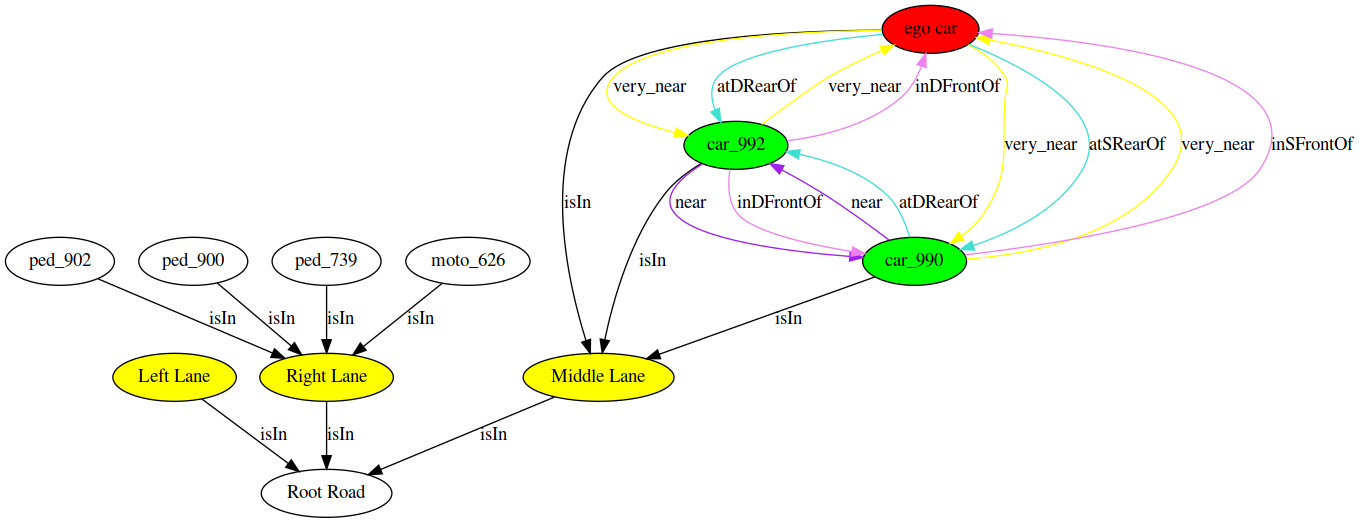 ego car
very_near
atDRearOf
very_near
inDFrontOf
car_992
very_near
atSRearOf
very_near
inSFrontOf
isIn
near
inDFrontOf
near
atDRearOf
ped_902
ped_900
ped_739
moto_626
isIn
car_990
isIn
isIn
isIn
isIn
isIn
Left Lane
Right Lane
Middle Lane
isIn
isIn
isIn
Root Road